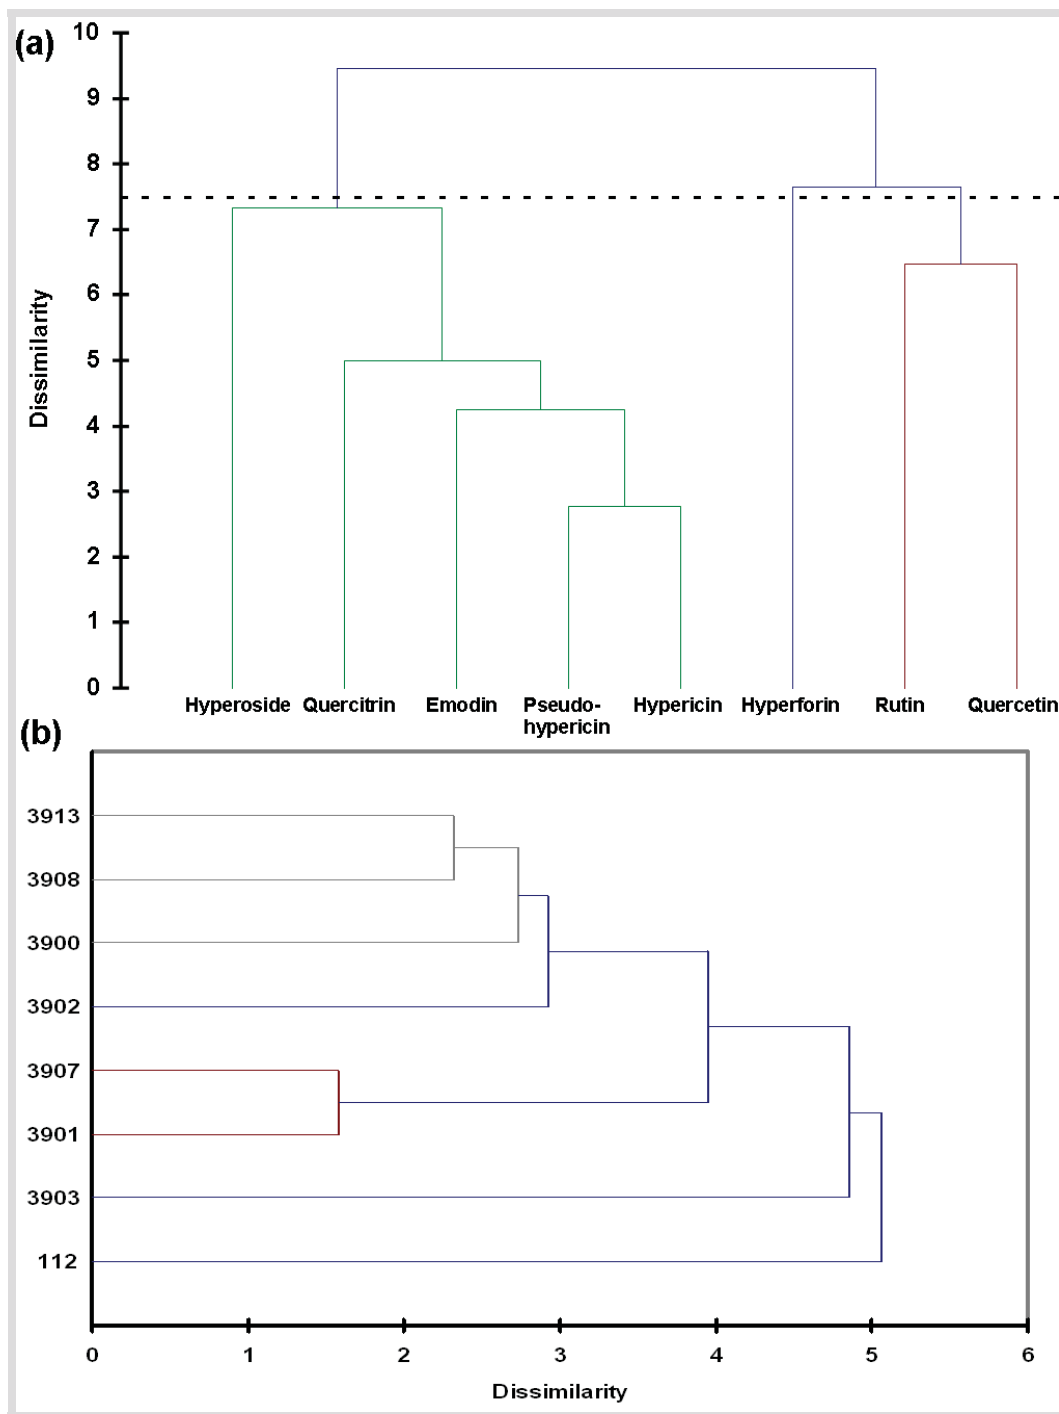 (a)
10
9
8
7
6
5
4
3
2
1
0
Dissimilarity
Hyperoside Quercitrin Emodin Pseudo- Hypericin Hyperforin Rutin Quercetin
hypericin
(b)
3913
3908
3900
3902
3907
3901
3903
112
0 1 2 3 4 5 6
Dissimilarity